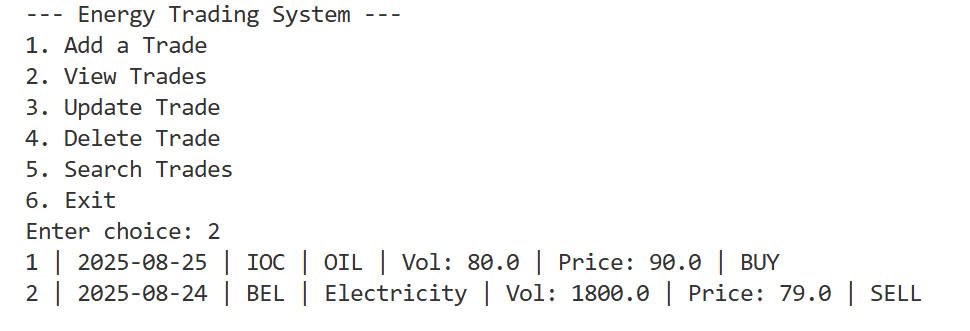 --- Energy Trading System ---
1. Add a Trade
2. View Trades
3. Update Trade
4. Delete Trade
5. Search Trades
6. Exit
Enter choice: 2
1 | 2025-08-25 | IOC | OIL | Vol: 80.0 | Price: 90.0 | BUY
2 | 2025-08-24 | BEL | Electricity | Vol: 1800.0 | Price: 79.0 | SELL